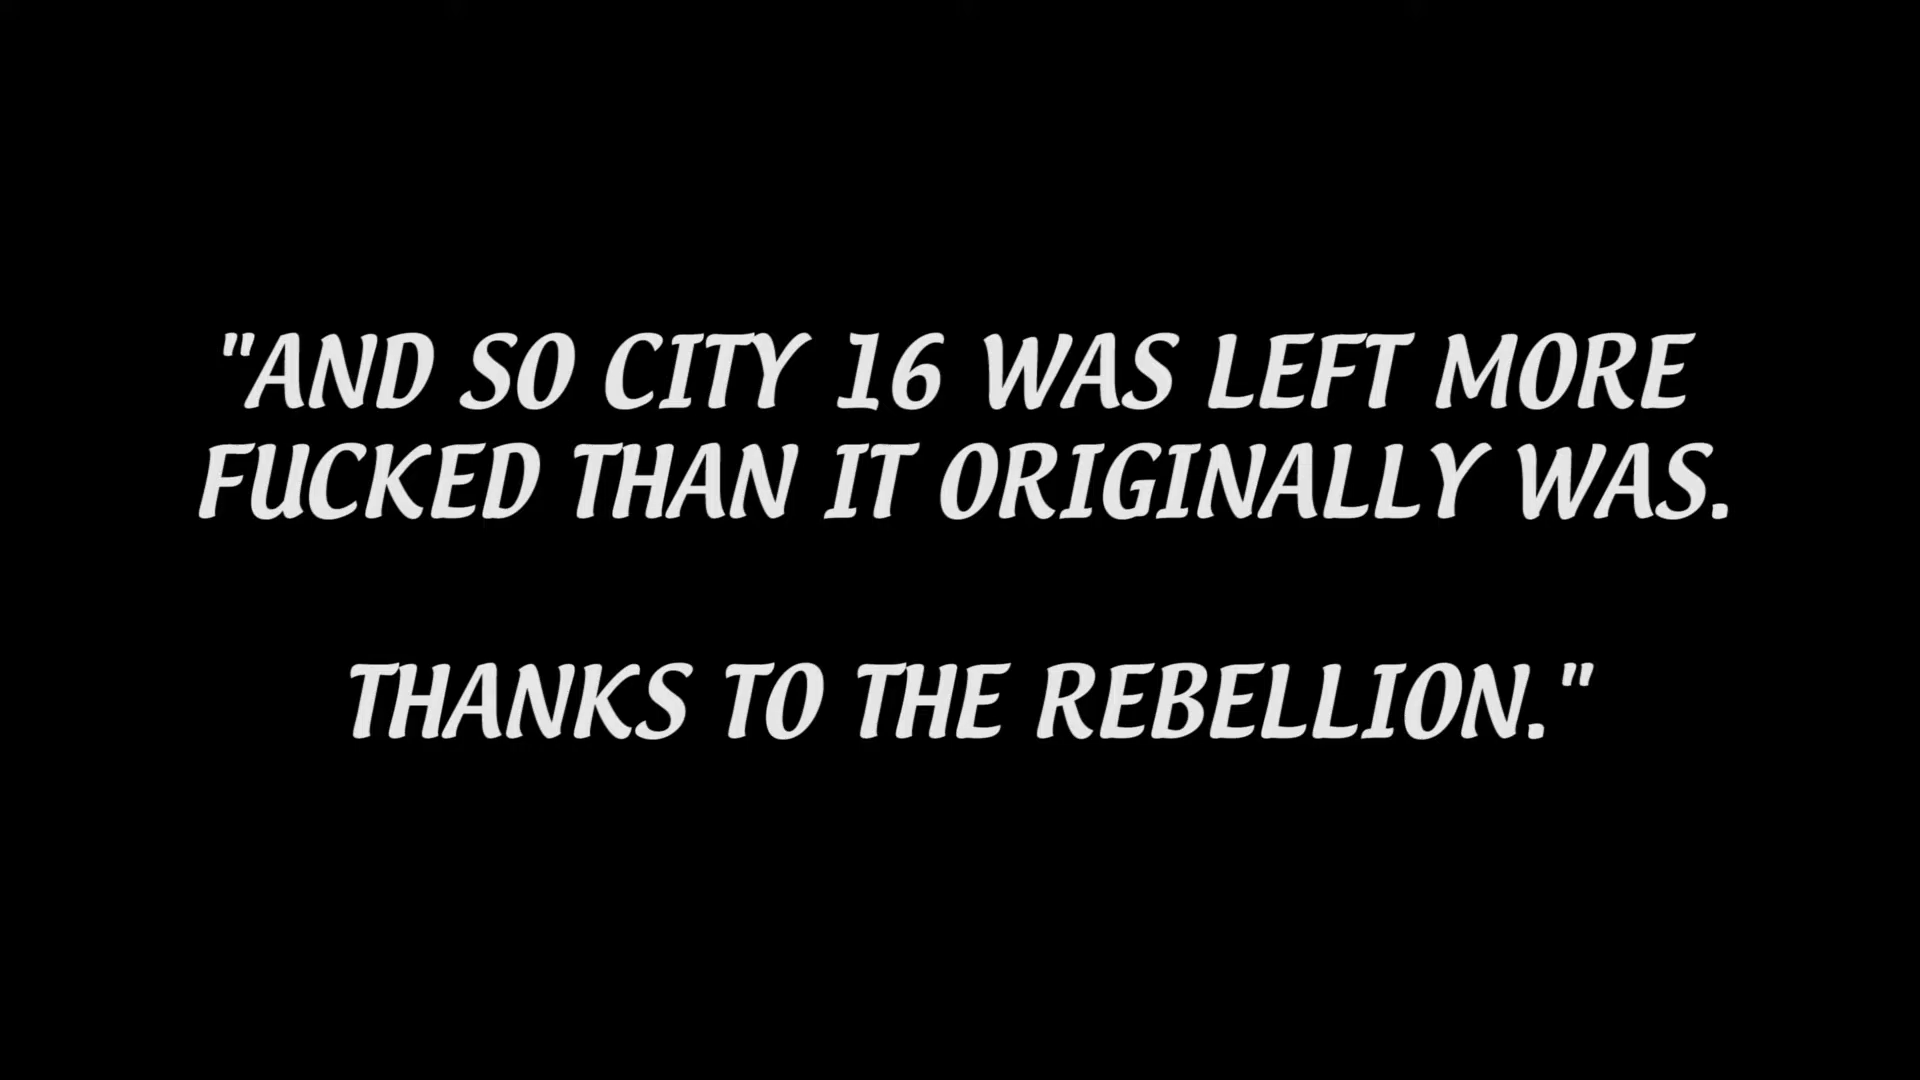 "AND SO CITY 16 WAS LEFT MORE
FUCKED THAN IT ORIGINALLY WAS.
THANKS TO THE REBELLION."